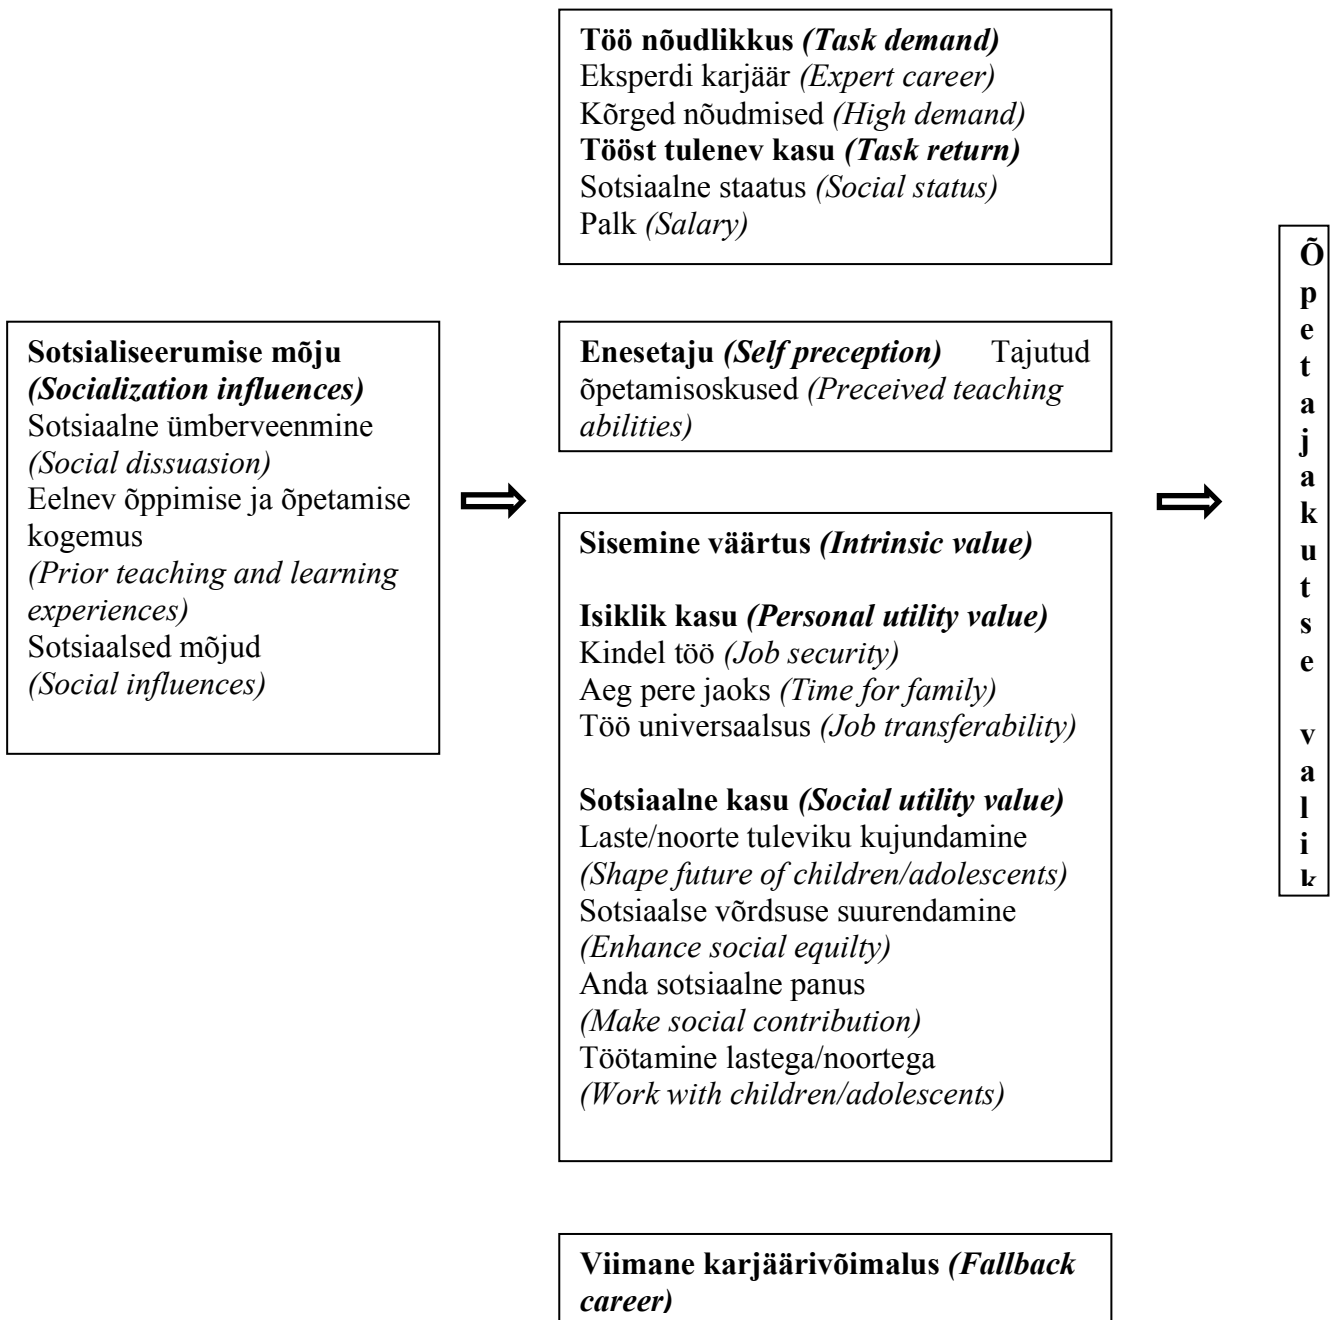 Töö nõudlikkus (Task demand)
Eksperdi karjäär (Expert career)
Kõrged nõudmised (High demand)
Tööst tulenev kasu (Task return)
Sotsiaalne staatus (Social status)
Palk (Salary)
Sotsialiseerumise mõju
(Socialization influences)
Sotsiaalne ümberveenmine
(Social dissuasion)
Eelnev õppimise ja õpetamise
kogemus
(Prior teaching and learning
experiences)
Sotsiaalsed mõjud
(Social influences)
Enesetaju (Self preception) Tajutud
õpetamisoskused (Preceived teaching
abilities)
Sisemine väärtus (Intrinsic value)
Isiklik kasu (Personal utility value)
Kindel töö (Job security)
Aeg pere jaoks (Time for family)
Töö universaalsus (Job transferability)
Sotsiaalne kasu (Social utility value)
Laste/noorte tuleviku kujundamine
(Shape future of children/adolescents)
Sotsiaalse võrdsuse suurendamine
(Enhance social equilty)
Anda sotsiaalne panus
(Make social contribution)
Töötamine lastega/noortega
(Work with children/adolescents)
Viimane karjäärivõimalus (Fallback
career)
Õpetajakutse valik